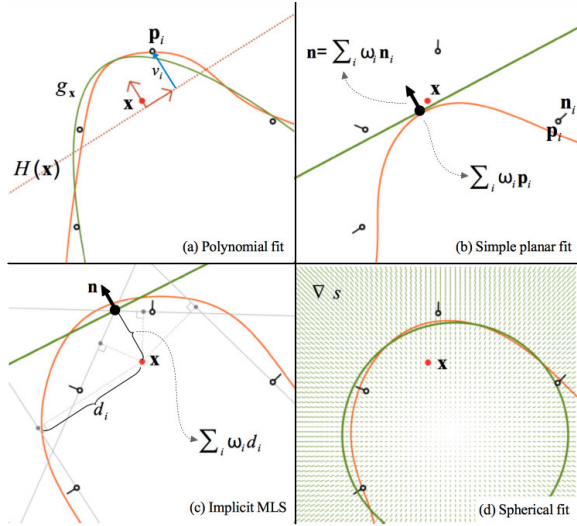 p_i
v_i
g_x
x
H(x)
(a) Polynomial fit
n=∑_i ω_i n_i
x
n_i
p_i
∑_i ω_i p_i
(b) Simple planar fit
n
x
d_i
∑_i ω_i d_i
(c) Implicit MLS
∇ s
x
(d) Spherical fit